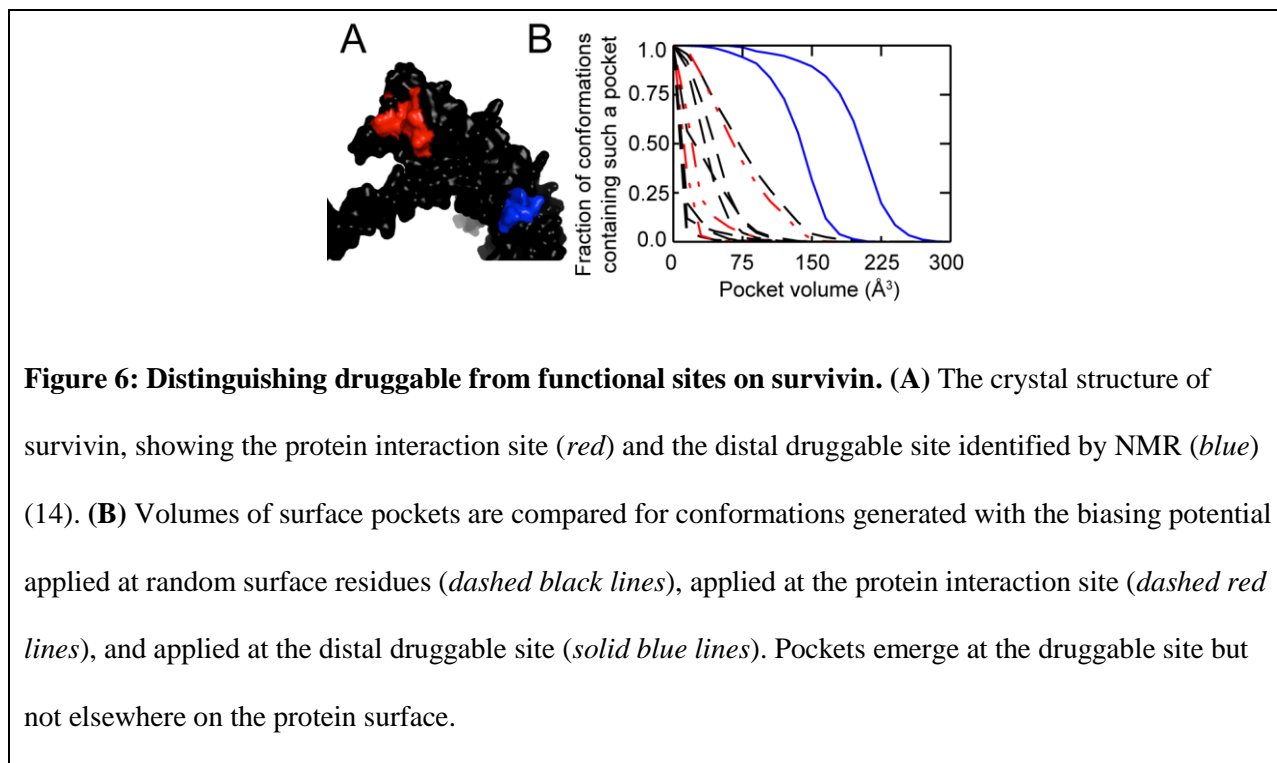 A
B
Fraction of conformations
containing such a pocket
1.0
0.75
0.50
0.25
0.0
0 75 150 225 300
Pocket volume (Å³)
Figure 6: Distinguishing druggable from functional sites on survivin. (A) The crystal structure of
survivin, showing the protein interaction site (red) and the distal druggable site identified by NMR (blue)
(14). (B) Volumes of surface pockets are compared for conformations generated with the biasing potential
applied at random surface residues (dashed black lines), applied at the protein interaction site (dashed red
lines), and applied at the distal druggable site (solid blue lines). Pockets emerge at the druggable site but
not elsewhere on the protein surface.